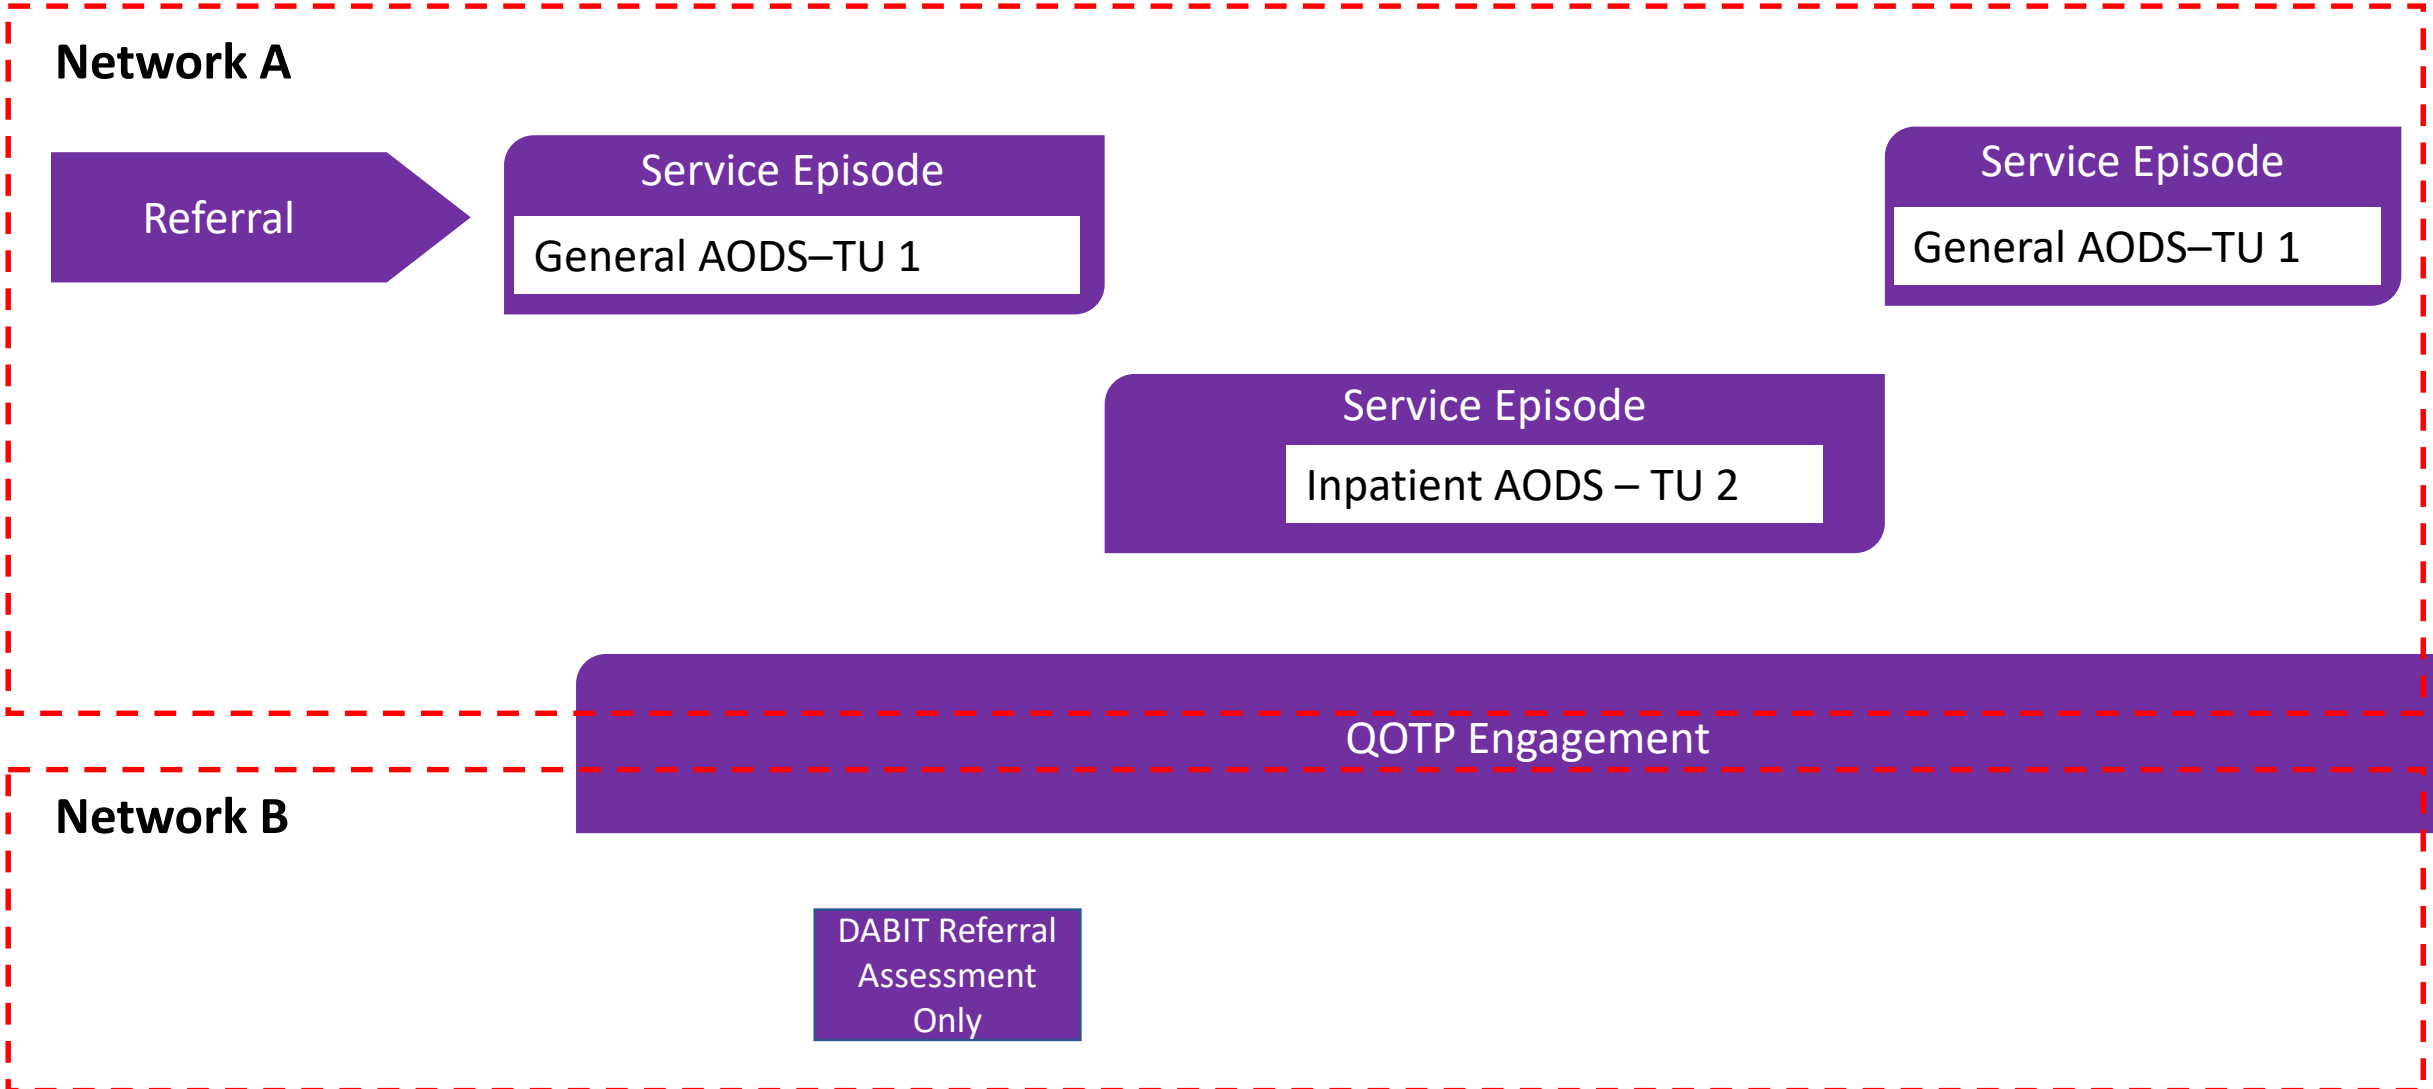 Network A
Referral
Service Episode
General AODS–TU 1
Service Episode
General AODS–TU 1
Service Episode
Inpatient AODS – TU 2
QOTP Engagement
Network B
DABIT Referral
Assessment
Only